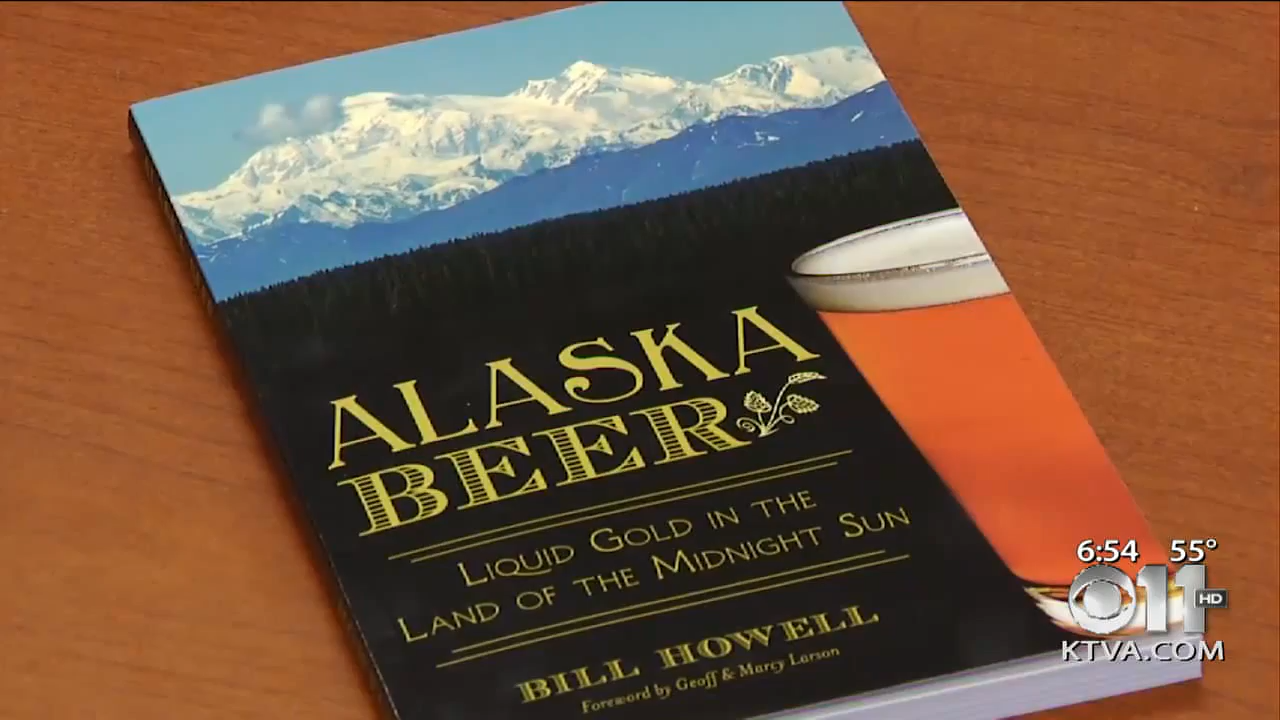 ALASKA
BEER
LIQUID GOLD IN THE
LAND OF THE MIDNIGHT SUN
BILL HOWELL
Foreword by Geoff & Marcy Larson
6:54 55°
11 HD
KTVA.COM